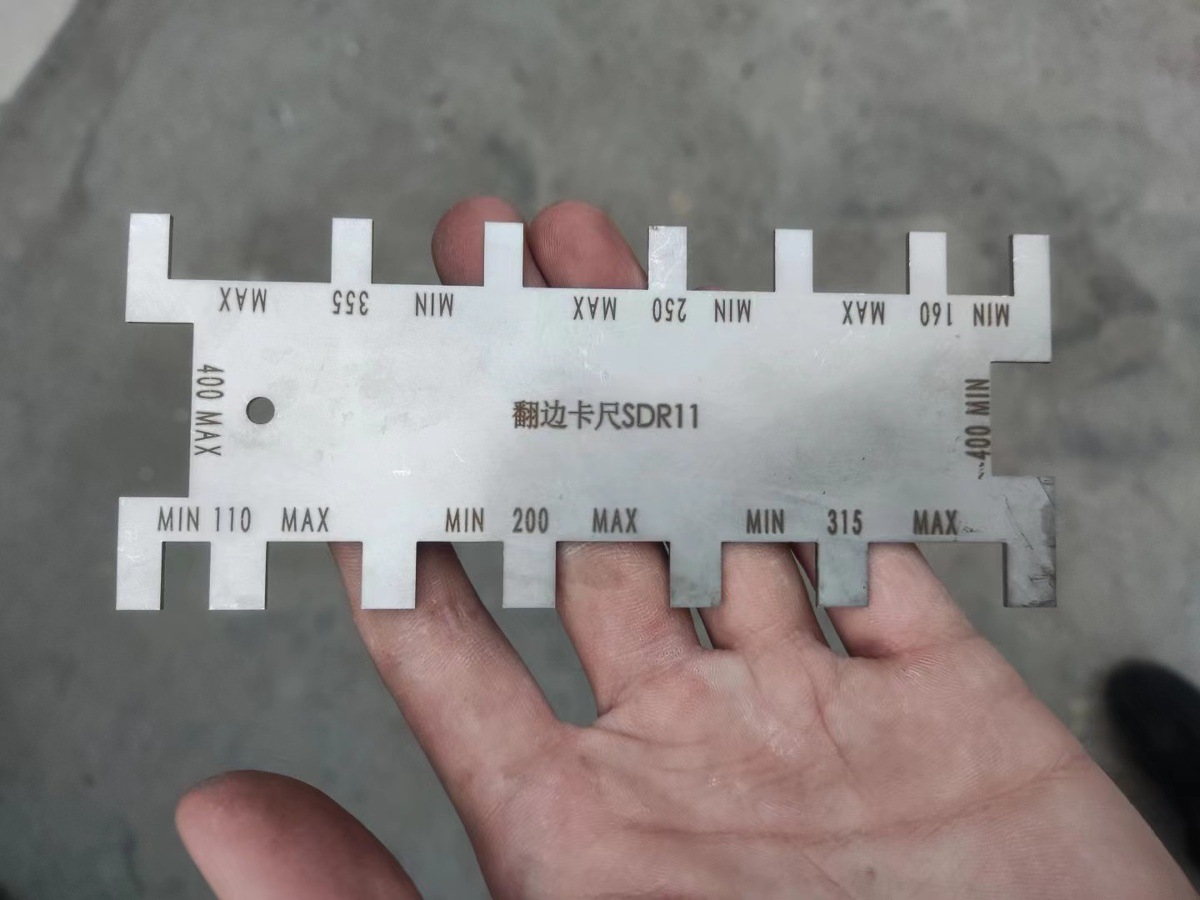 MAX 355 MIN MAX 250 MIN MAX 160 MIN
400 MAX
翻边卡尺SDR11
400 MIN
MIN 110 MAX MIN 200 MAX MIN 315 MAX